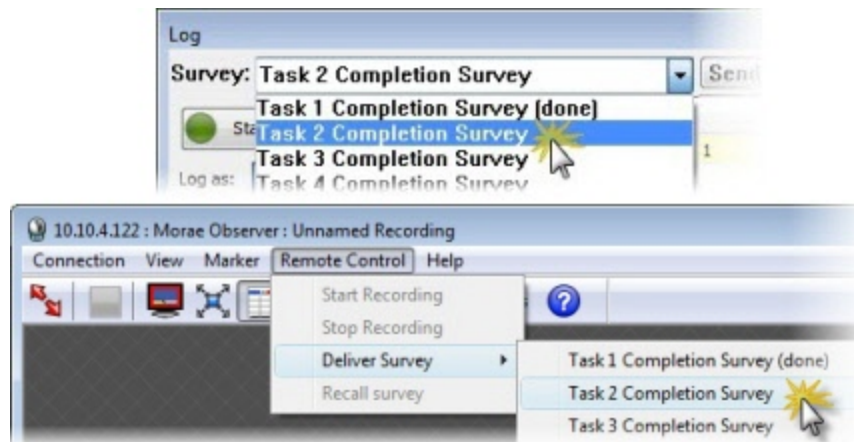 Log
Survey: Task 2 Completion Survey Send
Task 1 Completion Survey (done)
Sta Task 2 Completion Survey
Task 3 Completion Survey 1
Log as: Task 4 Completion Survey
10.10.4.122 : Morae Observer : Unnamed Recording
Connection View Marker Remote Control Help
Start Recording
Stop Recording
Deliver Survey Task 1 Completion Survey (done)
Recall survey Task 2 Completion Survey
Task 3 Completion Survey